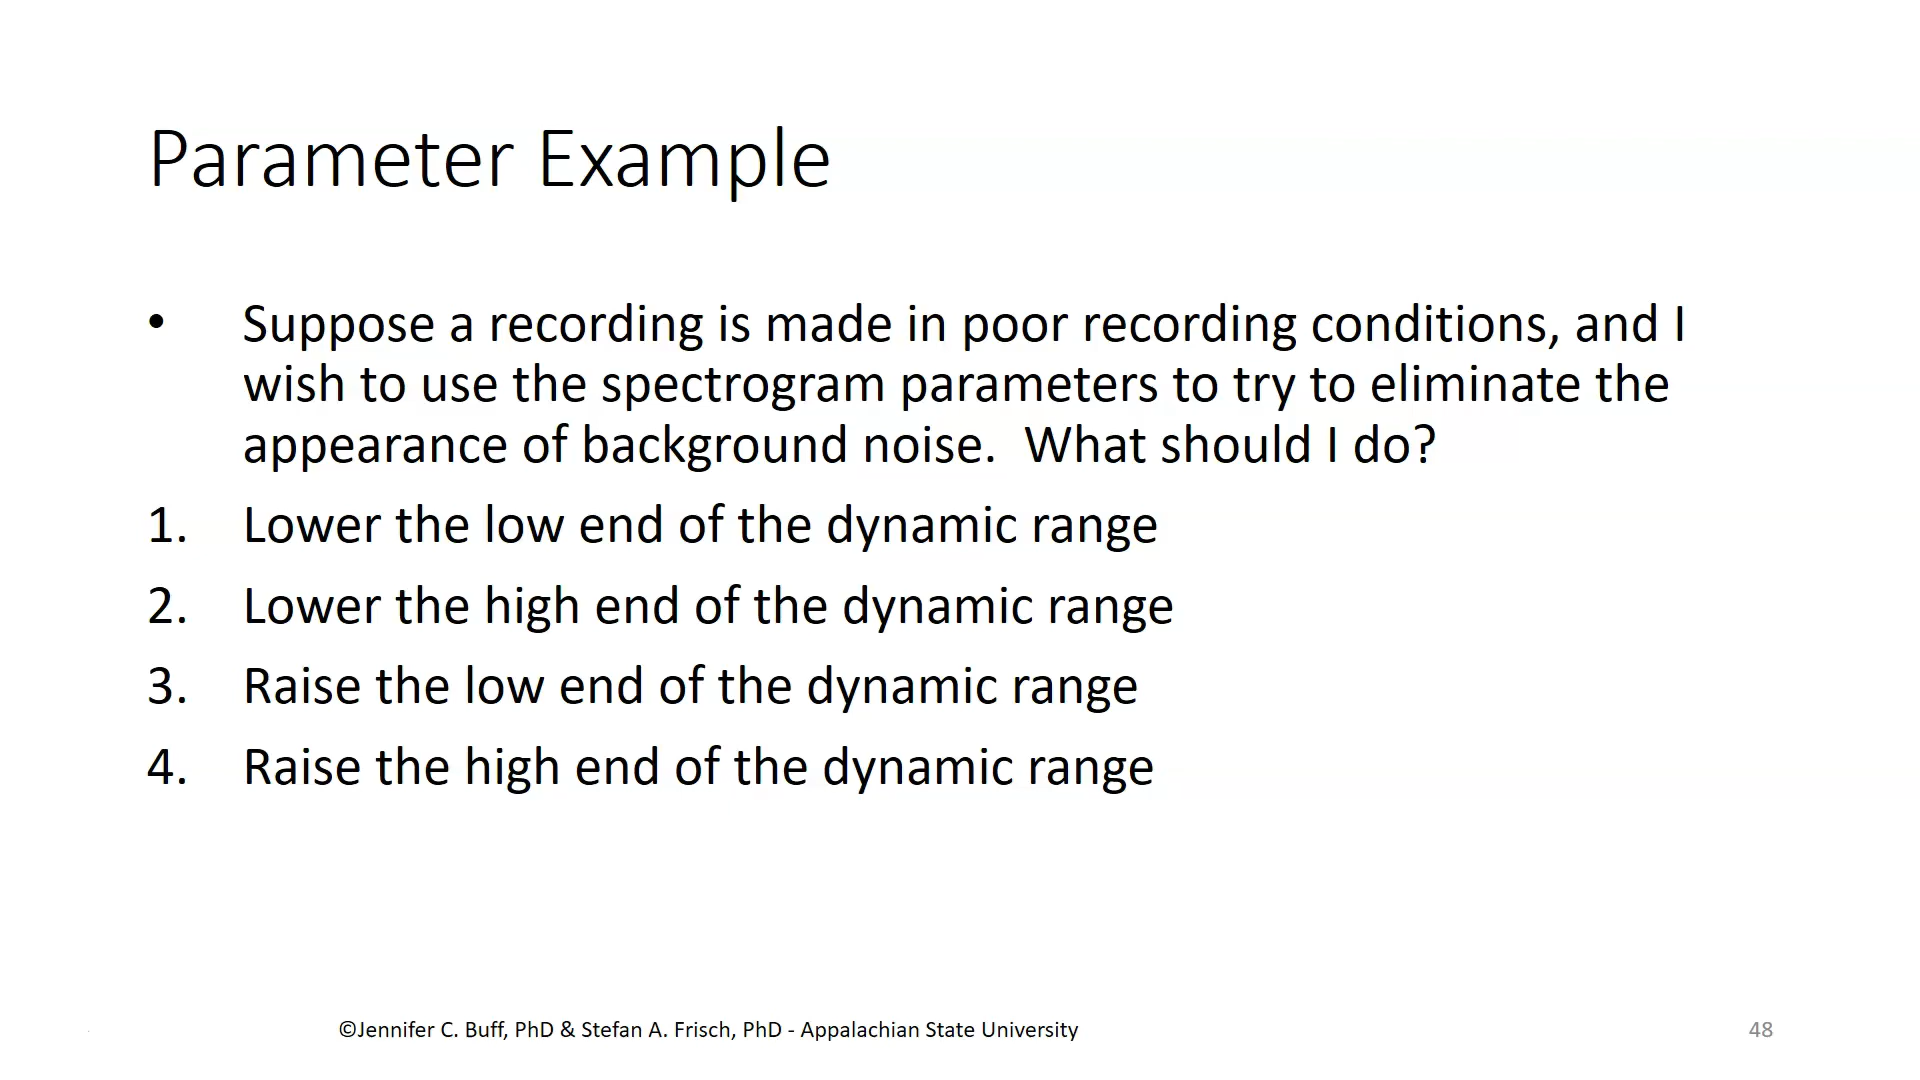 Parameter Example
• Suppose a recording is made in poor recording conditions, and I
wish to use the spectrogram parameters to try to eliminate the
appearance of background noise.  What should I do?
1. Lower the low end of the dynamic range
2. Lower the high end of the dynamic range
3. Raise the low end of the dynamic range
4. Raise the high end of the dynamic range
©Jennifer C. Buff, PhD & Stefan A. Frisch, PhD - Appalachian State University
48